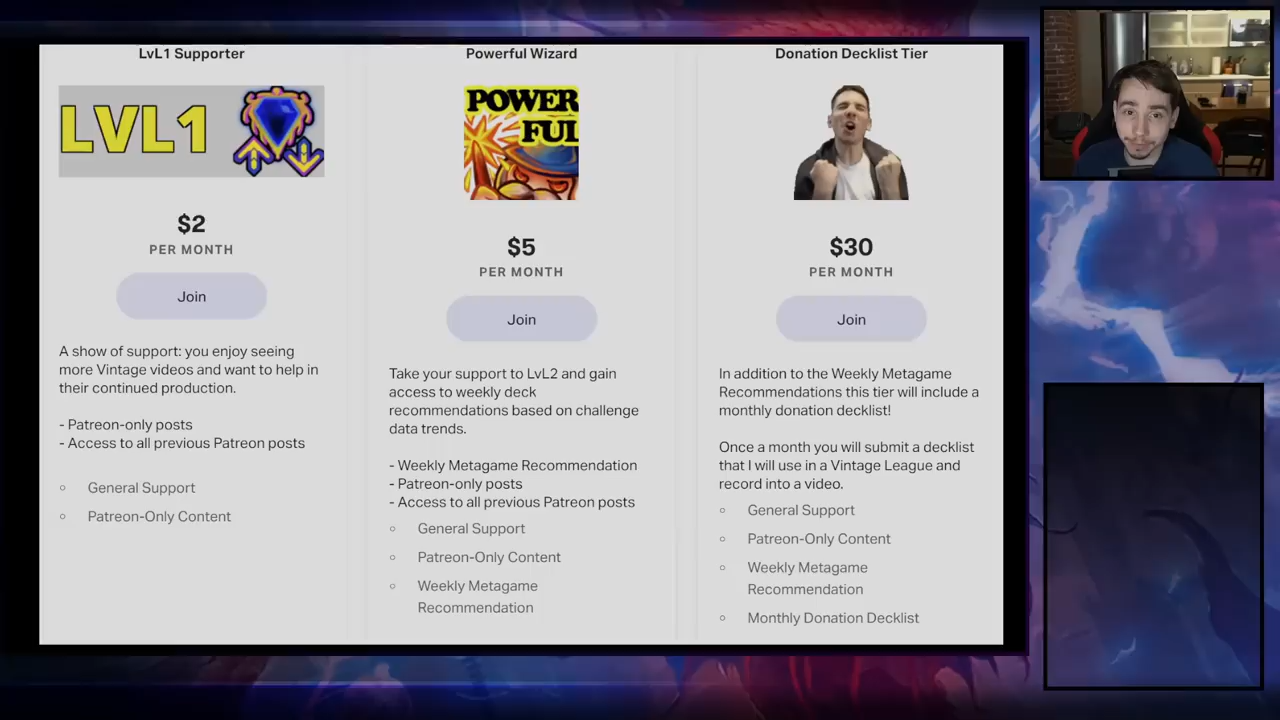 LvL1 Supporter
LVL1
$2
PER MONTH
Join
A show of support: you enjoy seeing
more Vintage videos and want to help in
their continued production.
- Patreon-only posts
- Access to all previous Patreon posts
General Support
Patreon-Only Content
Powerful Wizard
POWER
FUL
$5
PER MONTH
Join
Take your support to LvL2 and gain
access to weekly deck
recommendations based on challenge
data trends.
- Weekly Metagame Recommendation
- Patreon-only posts
- Access to all previous Patreon posts
General Support
Patreon-Only Content
Weekly Metagame
Recommendation
Donation Decklist Tier
$30
PER MONTH
Join
In addition to the Weekly Metagame
Recommendations this tier will include a
monthly donation decklist!
Once a month you will submit a decklist
that I will use in a Vintage League and
record into a video.
General Support
Patreon-Only Content
Weekly Metagame
Recommendation
Monthly Donation Decklist